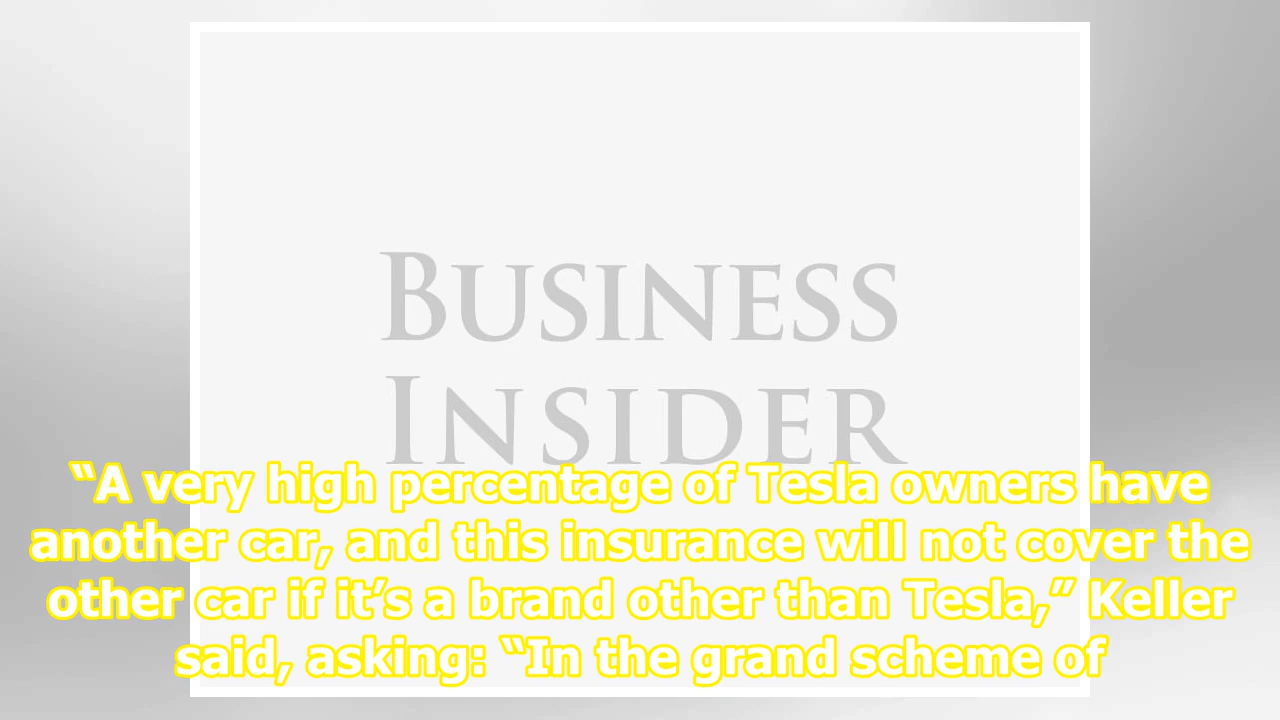 BUSINESS
INSIDER
“A very high percentage of Tesla owners have
another car, and this insurance will not cover the
other car if it’s a brand other than Tesla,” Keller
said, asking: “In the grand scheme of